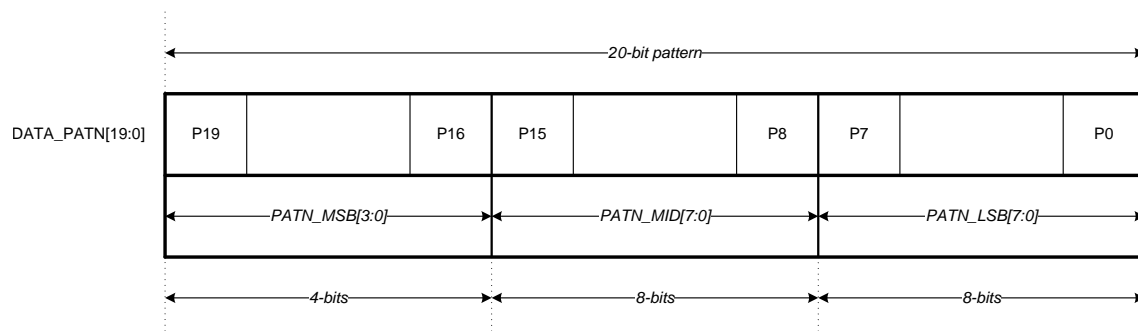 20-bit pattern
DATA_PATN[19:0] P19 P16 P15 P8 P7 P0
PATN_MSB[3:0] PATN_MID[7:0] PATN_LSB[7:0]
4-bits 8-bits 8-bits